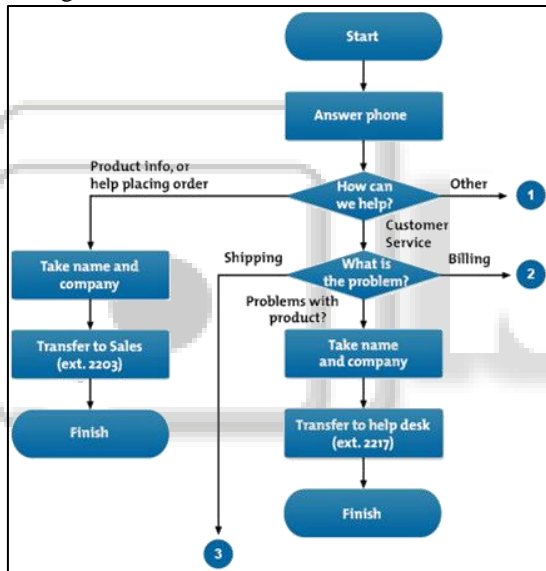 Start
Answer phone
Product info, or
help placing order
How can
we help?
Other
1
Customer
Service
Shipping
What is
the problem?
Billing
2
Take name and
company
Problems with
product?
Take name
and company
Transfer to Sales
(ext. 2203)
Transfer to help desk
(ext. 2217)
Finish
Finish
3